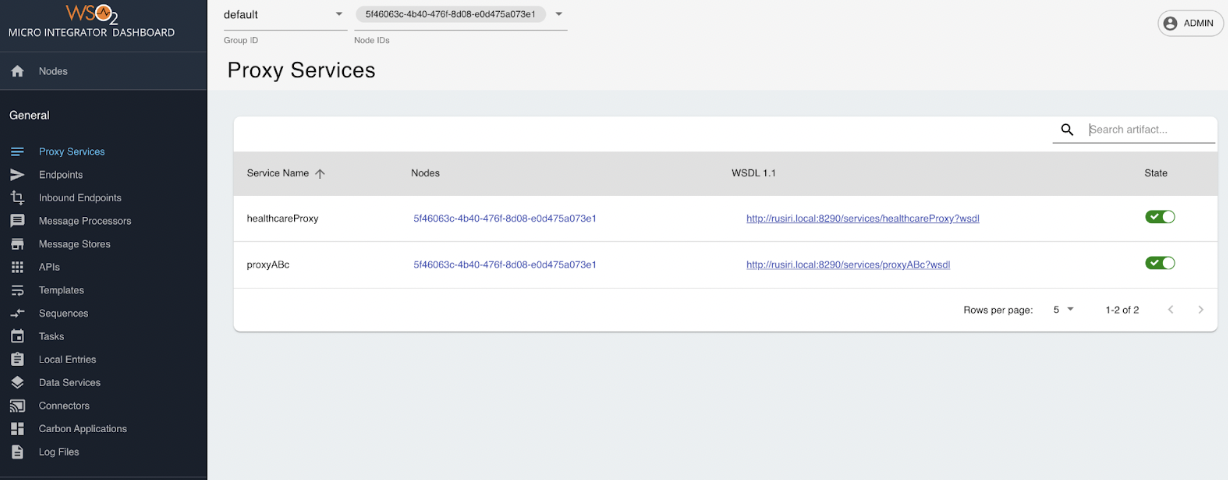 WSO2
MICRO INTEGRATOR DASHBOARD
default
5f46063c-4b40-476f-8d08-e0d475a073e1
ADMIN
Group ID
Node IDs
Nodes
Proxy Services
General
Proxy Services
Endpoints
Inbound Endpoints
Message Processors
Message Stores
APIs
Templates
Sequences
Tasks
Local Entries
Data Services
Connectors
Carbon Applications
Log Files
Search artifact...
Service Name Nodes WSDL 1.1 State
healthcareProxy 5f46063c-4b40-476f-8d08-e0d475a073e1 http://rusiri.local:8290/services/healthcareProxy?wsdl
proxyABc 5f46063c-4b40-476f-8d08-e0d475a073e1 http://rusiri.local:8290/services/proxyABc?wsdl
Rows per page: 5 1-2 of 2